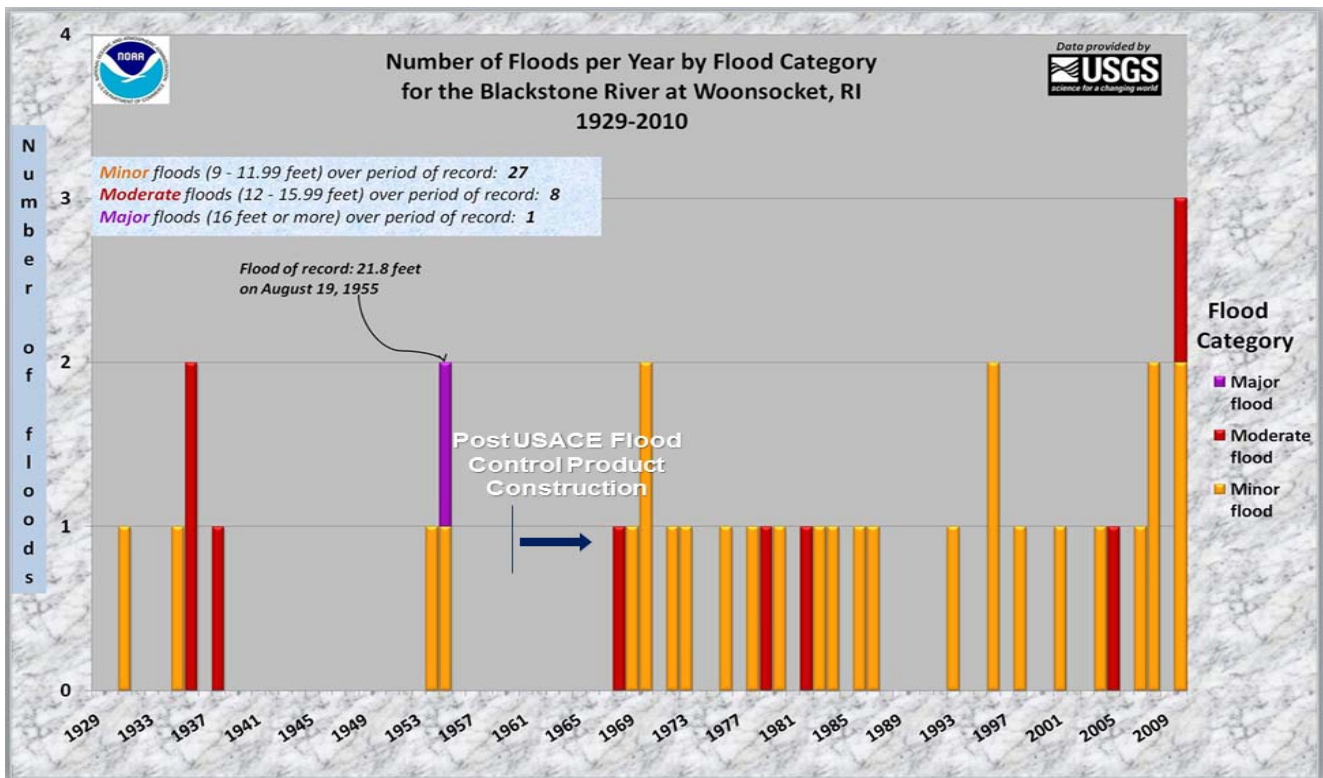 4
3
2
1
0
Number of floods
NOAA
Number of Floods per Year by Flood Category
for the Blackstone River at Woonsocket, RI
1929-2010
Data provided by
USGS
science for a changing world
Minor floods (9 - 11.99 feet) over period of record: 27
Moderate floods (12 - 15.99 feet) over period of record: 8
Major floods (16 feet or more) over period of record: 1
Flood of record: 21.8 feet
on August 19, 1955
Post USACE Flood
Control Product
Construction
Flood
Category
Major
flood
Moderate
flood
Minor
flood
1929 1933 1937 1941 1945 1949 1953 1957 1961 1965 1969 1973 1977 1981 1985 1989 1993 1997 2001 2005 2009